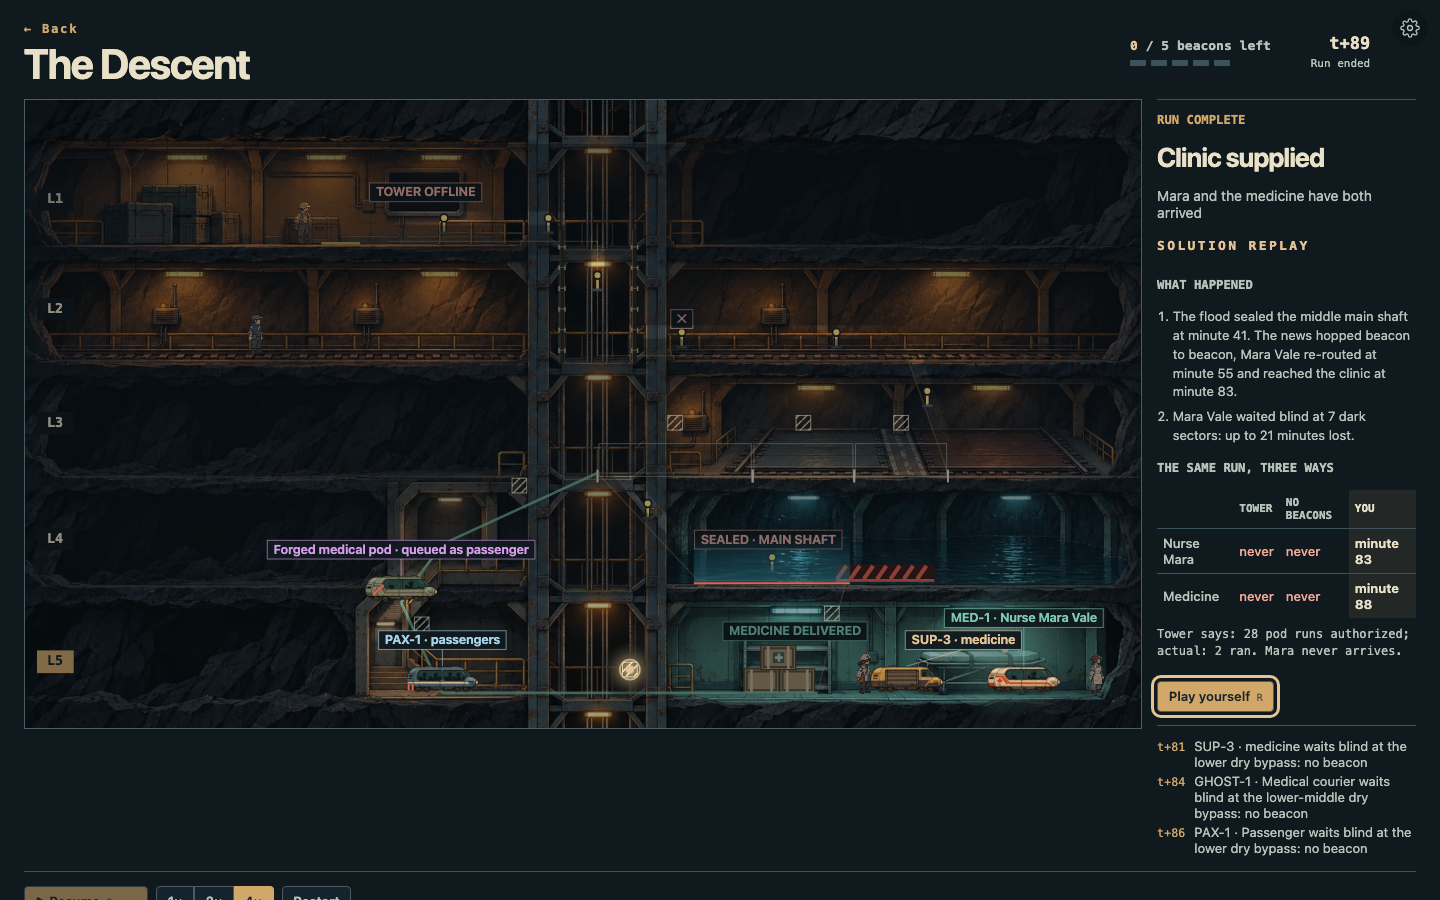 ← Back
The Descent
0 / 5 beacons left
t+89
Run ended
L1
TOWER OFFLINE
L2
L3
L4
Forged medical pod · queued as passenger
SEALED · MAIN SHAFT
L5
PAX-1 · passengers
MEDICINE DELIVERED
MED-1 · Nurse Mara Vale
SUP-3 · medicine
RUN COMPLETE
Clinic supplied
Mara and the medicine have both
arrived
SOLUTION REPLAY
WHAT HAPPENED
1. The flood sealed the middle main shaft
at minute 41. The news hopped beacon
to beacon, Mara Vale re-routed at
minute 55 and reached the clinic at
minute 83.
2. Mara Vale waited blind at 7 dark
sectors: up to 21 minutes lost.
THE SAME RUN, THREE WAYS
TOWER NO BEACONS YOU
Nurse Mara never never minute 83
Medicine never never minute 88
Tower says: 28 pod runs authorized;
actual: 2 ran. Mara never arrives.
Play yourself R
t+81 SUP-3 · medicine waits blind at the
lower dry bypass: no beacon
t+84 GHOST-1 · Medical courier waits
blind at the lower-middle dry
bypass: no beacon
t+86 PAX-1 · Passenger waits blind at the
lower dry bypass: no beacon
Restart